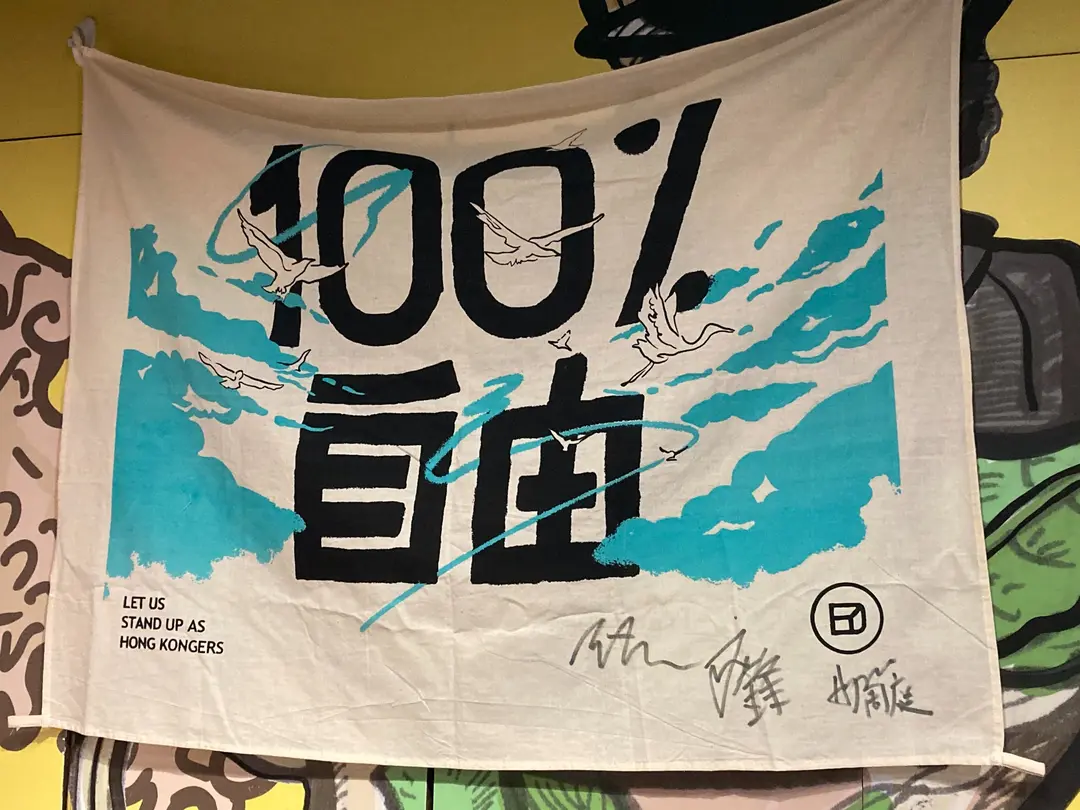 100%
自由
LET US
STAND UP AS
HONG KONGERS